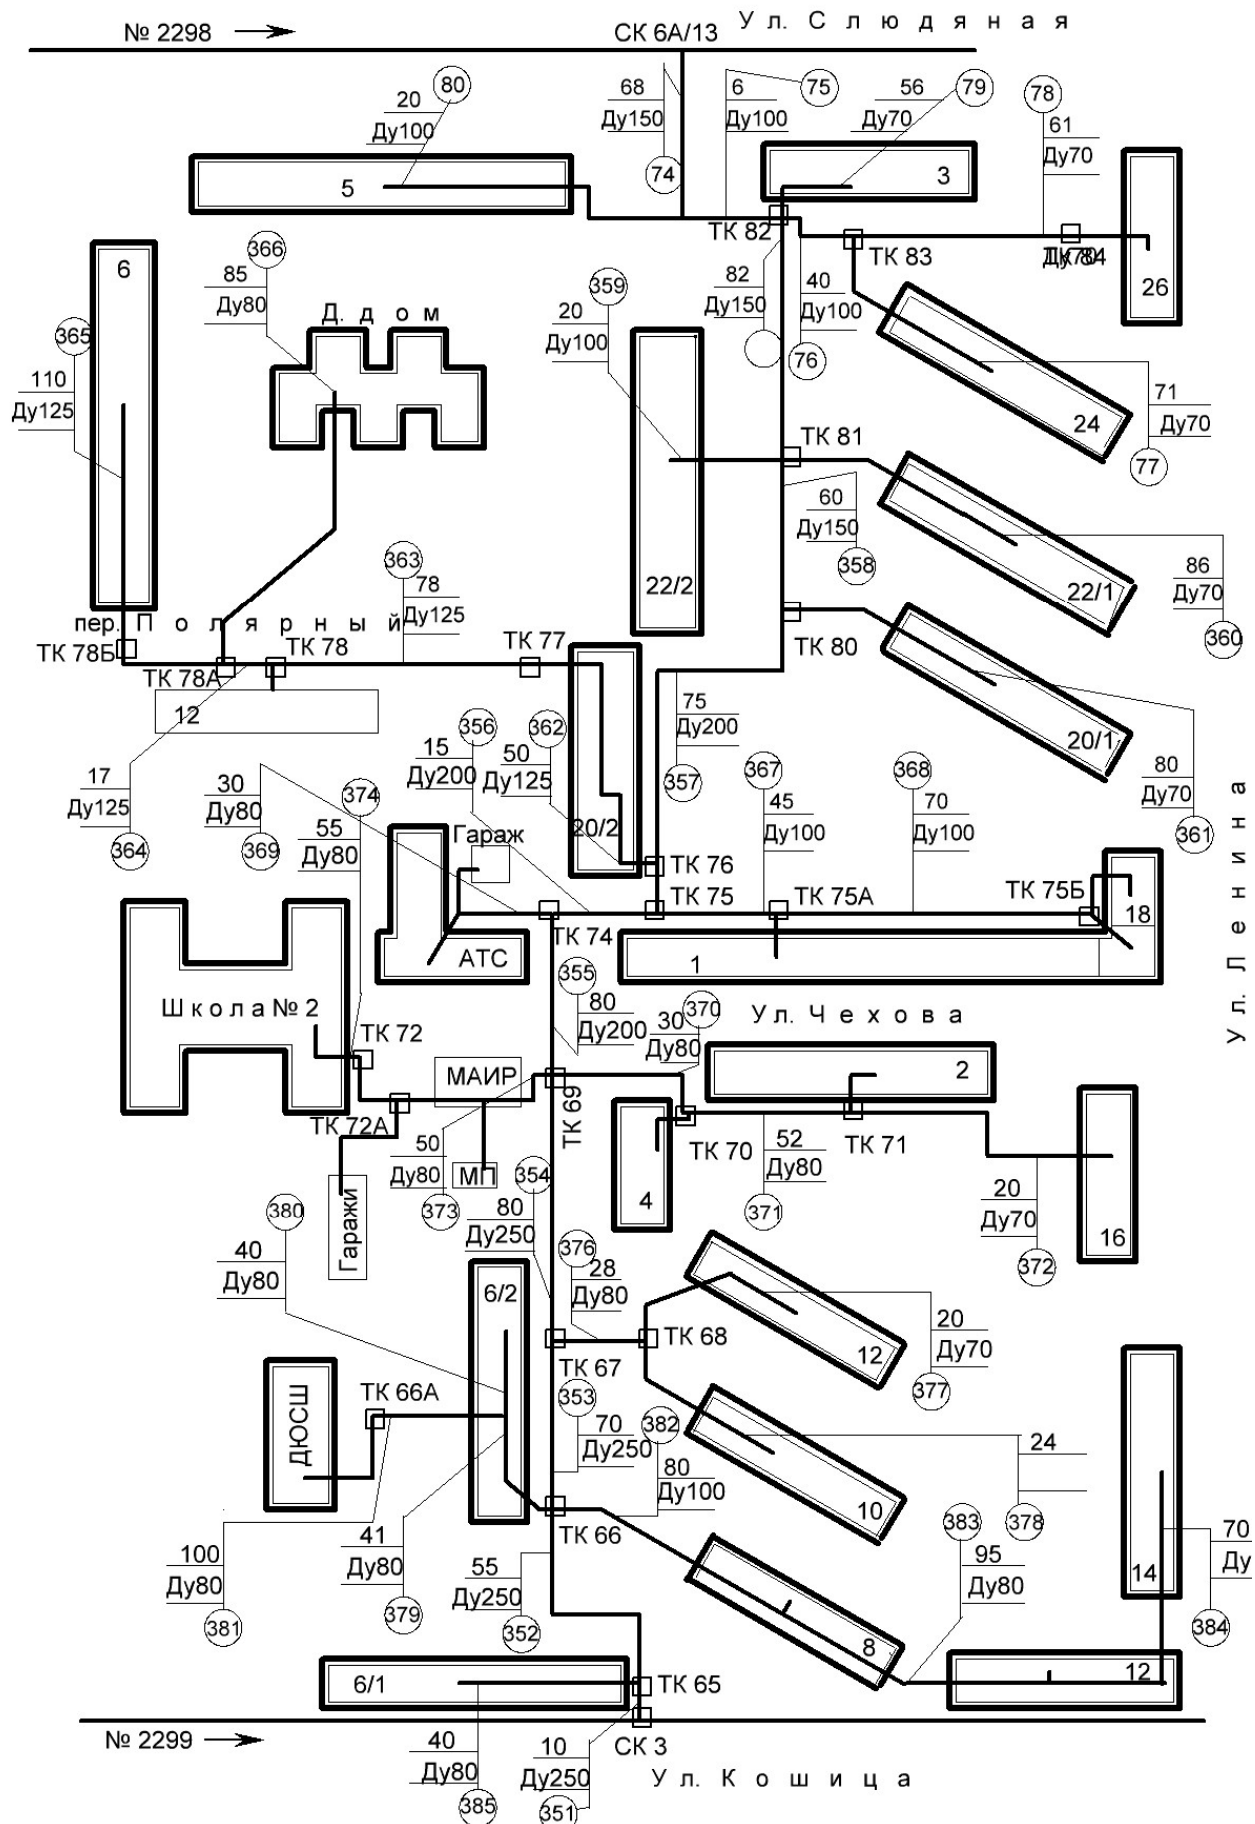 Ул. Слюдяная
№ 2298
СК 6А/13
80
20
Ду100
68
Ду150
74
6
Ду100
75
56
Ду70
79
78
61
Ду70
5
3
26
ТК 82
ТК 83
ТК 84
6
366
85
Ду80
359
20
Ду100
82
Ду150
40
Ду100
76
Д. дом
365
110
Ду125
24
71
Ду70
77
ТК 81
60
Ду150
358
22/2
22/1
86
Ду70
360
363
78
Ду125
пер. Полярный
ТК 78Б
ТК 78А
ТК 78
ТК 77
ТК 80
12
17
Ду125
364
356
15
Ду200
362
50
Ду125
75
Ду200
357
367
45
Ду100
368
70
Ду100
20/1
80
Ду70
361
30
Ду80
369
374
55
Ду80
Гараж
20/2
ТК 76
ТК 75
ТК 75А
ТК 75Б
18
ТК 74
АТС
1
Ул. Ленина
Школа № 2
355
80
Ду200
370
30
Ду80
Ул. Чехова
ТК 72
МАИР
ТК 69
2
ТК 72А
ТК 70
ТК 71
50
Ду80
373
МП
354
80
Ду250
4
52
Ду80
371
20
Ду70
372
16
Гаражи
380
40
Ду80
376
28
Ду80
6/2
ТК 67
ТК 68
12
20
Ду70
377
ДЮСШ
ТК 66А
353
70
Ду250
382
80
Ду100
24
378
10
ТК 66
383
95
Ду80
14
70
Ду
384
100
Ду80
381
41
Ду80
379
55
Ду250
352
8
12
6/1
ТК 65
№ 2299
СК 3
40
Ду80
385
10
Ду250
351
Ул. Кошица